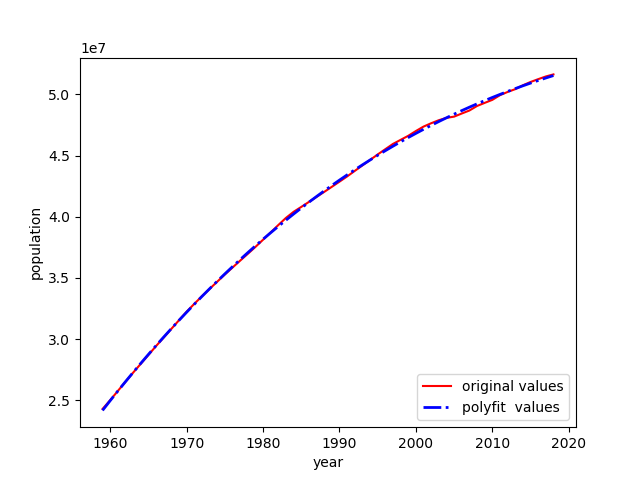 1e7
5.0
4.5
4.0
3.5
3.0
2.5
population
1960 1970 1980 1990 2000 2010 2020
year
original values
polyfit  values